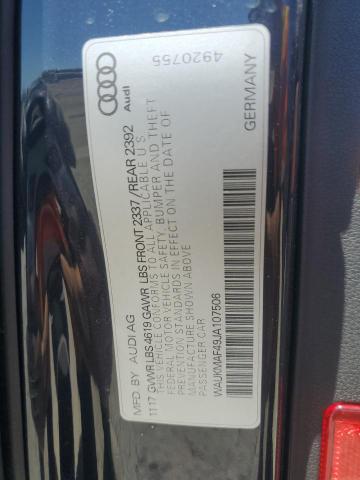 4920755
Audi
GERMANY
MFD BY AUDI AG
11 17 GVWR LBS 4619 GAWR LBS FRONT 2337 / REAR 2392
THIS VEHICLE CONFORMS TO ALL APPLICABLE U S
FEDERAL MOTOR VEHICLE SAFETY, BUMPER AND THEFT
PREVENTION STANDARDS IN EFFECT ON THE DATE OF
MANUFACTURE SHOWN ABOVE
PASSENGER CAR
WAUKMAF49JA107506